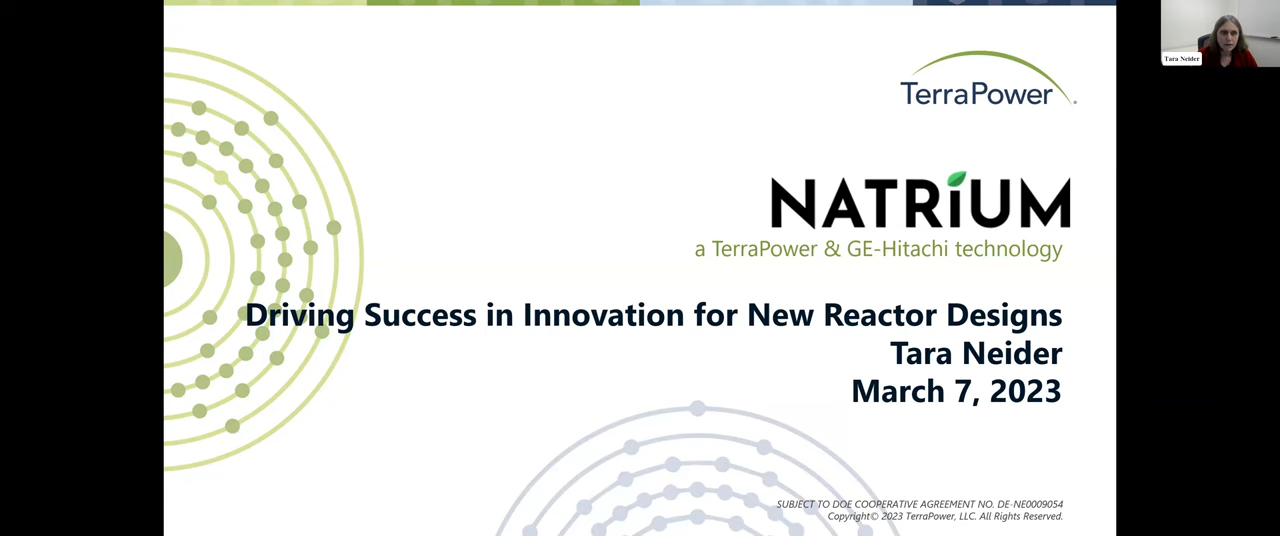 TerraPower
Tara Neider
NATRiUM
a TerraPower & GE-Hitachi technology
Driving Success in Innovation for New Reactor Designs
Tara Neider
March 7, 2023
SUBJECT TO DOE COOPERATIVE AGREEMENT NO. DE-NE0009054
Copyright© 2023 TerraPower, LLC. All Rights Reserved.